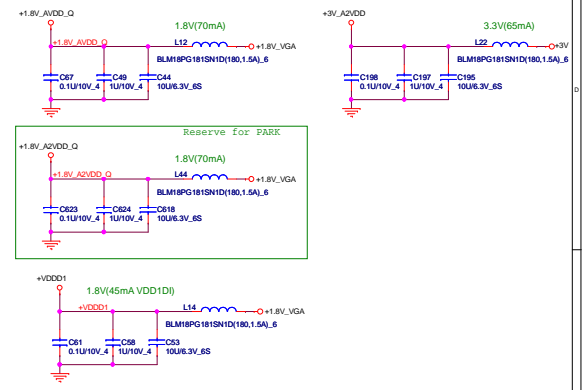 +1.8V_AVDD_Q
1.8V(70mA)
+1.8V_AVDD_Q
L12
+1.8V_VGA
BLM18PG181SN1D(180,1.5A)_6
C67
0.1U/10V_4
C49
1U/10V_4
C44
10U/6.3V_6S
+3V_A2VDD
3.3V(65mA)
L22
+3V
BLM18PG181SN1D(180,1.5A)_6
C198
0.1U/10V_4
C197
1U/10V_4
C195
10U/6.3V_6S
D
Reserve for PARK
+1.8V_A2VDD_Q
1.8V(70mA)
+1.8V_A2VDD_Q
L44
+1.8V_VGA
BLM18PG181SN1D(180,1.5A)_6
C623
0.1U/10V_4
C624
1U/10V_4
C618
10U/6.3V_6S
+VDDD1
1.8V(45mA VDD1DI)
+VDDD1
L14
+1.8V_VGA
BLM18PG181SN1D(180,1.5A)_6
C61
0.1U/10V_4
C58
1U/10V_4
C53
10U/6.3V_6S